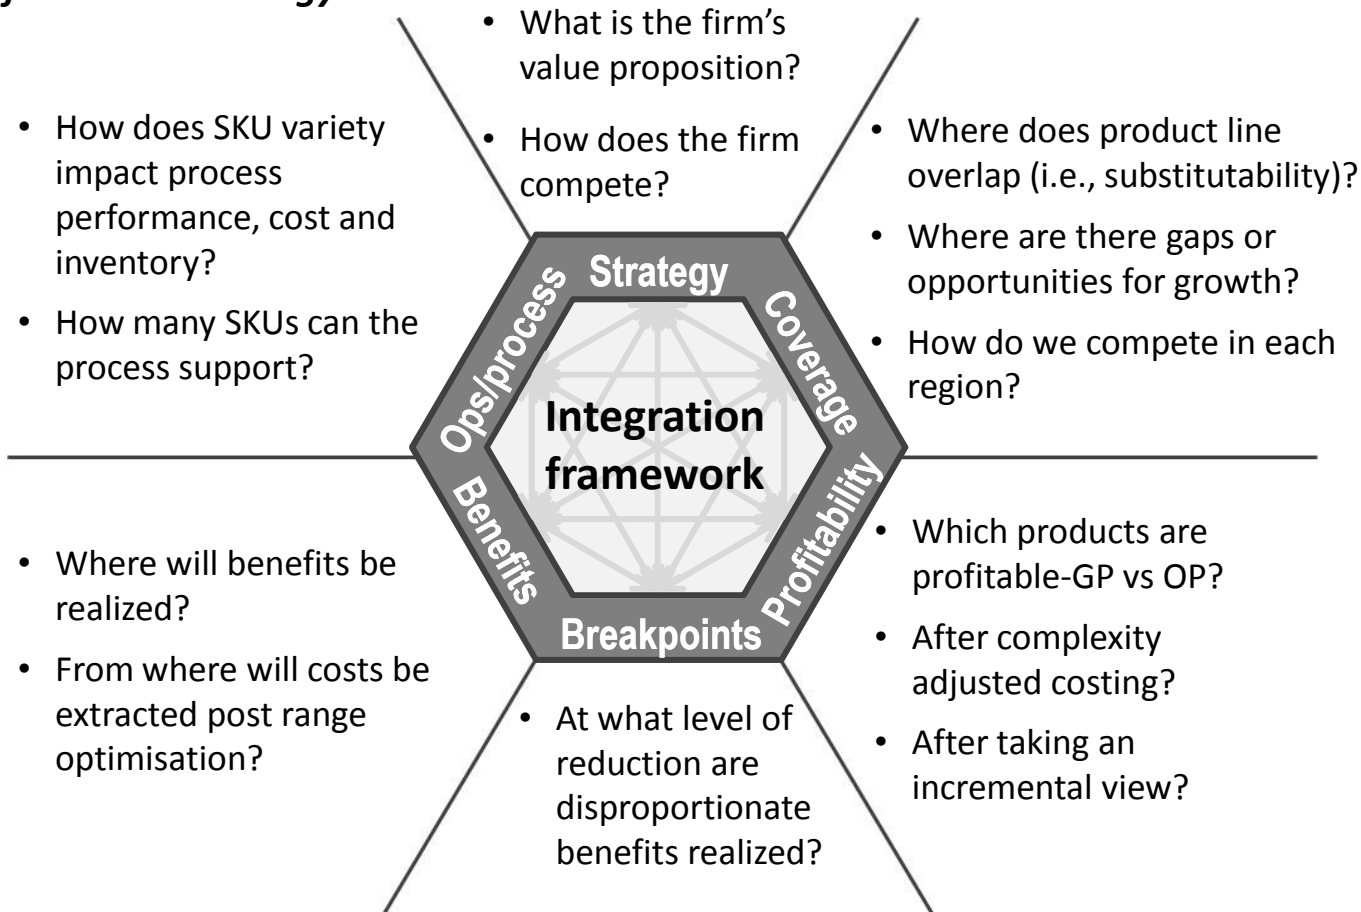 • What is the firm's
value proposition?
• How does the firm
compete?
• How does SKU variety
impact process
performance, cost and
inventory?
• How many SKUs can the
process support?
• Where does product line
overlap (i.e., substitutability)?
• Where are there gaps or
opportunities for growth?
• How do we compete in each
region?
Strategy
Coverage
Profitability
Breakpoints
Benefits
Ops/process
Integration
framework
• Where will benefits be
realized?
• From where will costs be
extracted post range
optimisation?
• At what level of
reduction are
disproportionate
benefits realized?
• Which products are
profitable-GP vs OP?
• After complexity
adjusted costing?
• After taking an
incremental view?